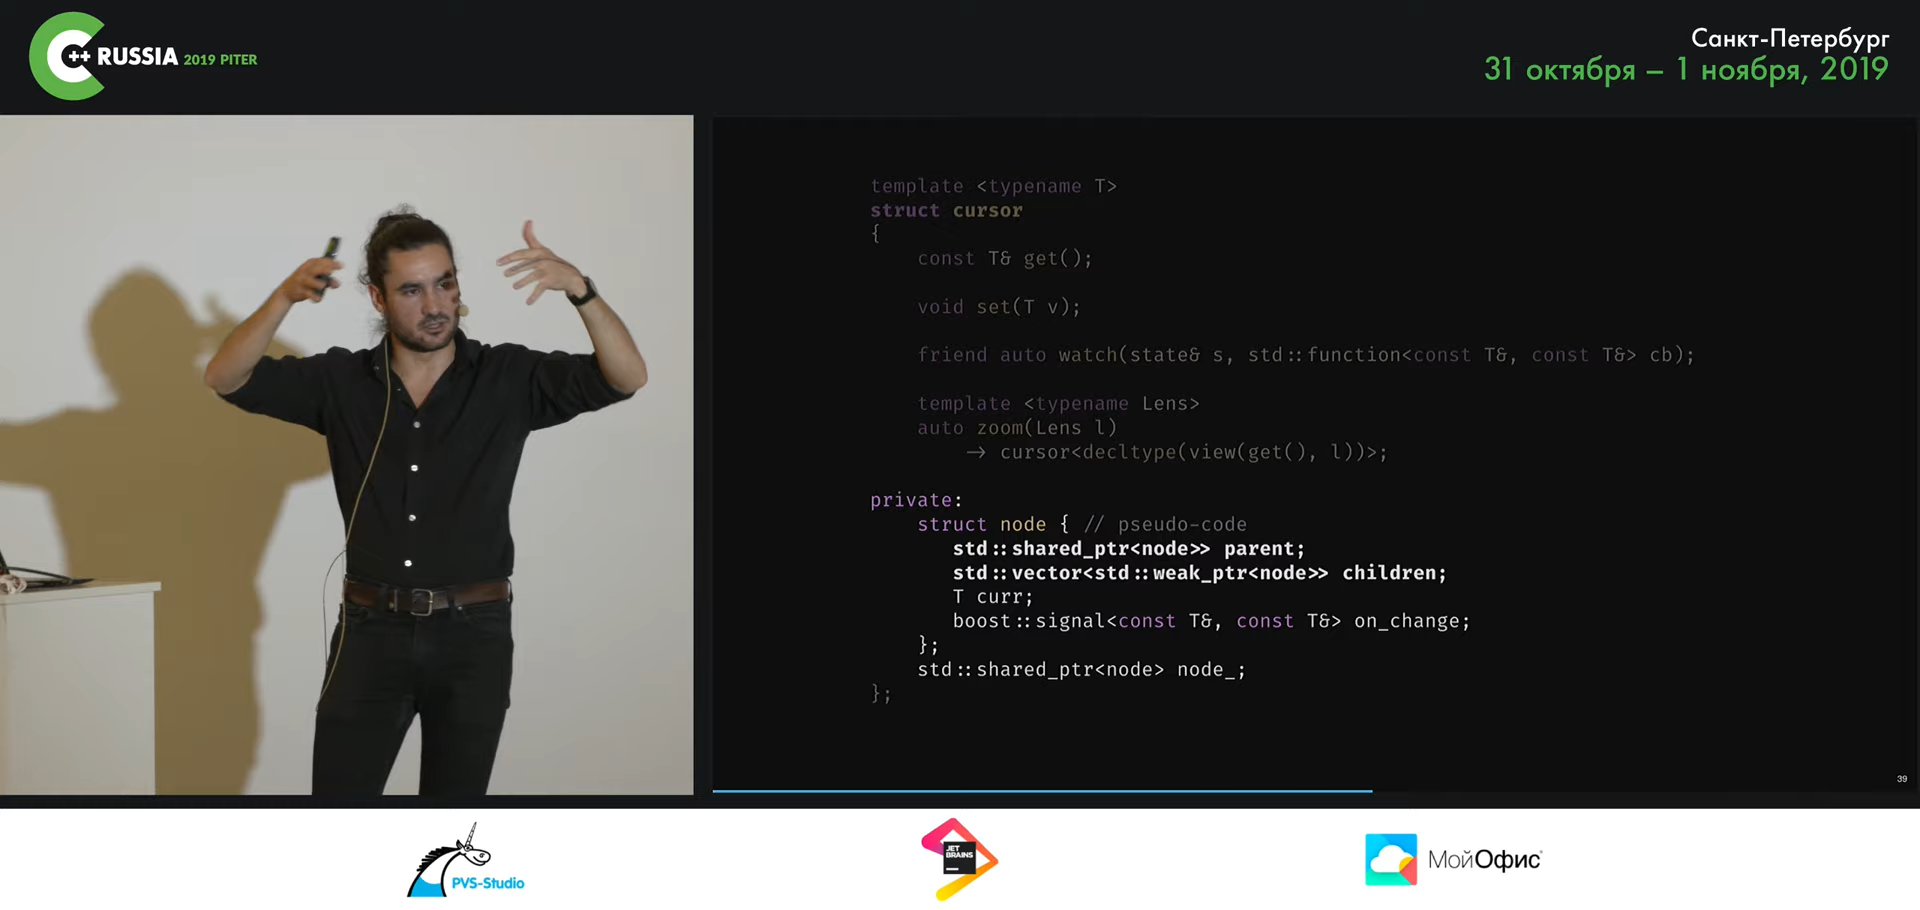 C++ RUSSIA 2019 PITER
Санкт-Петербург
31 октября – 1 ноября, 2019
template <typename T>
struct cursor
{
const T& get();
void set(T v);
friend auto watch(state& s, std::function<const T&, const T&> cb);
template <typename Lens>
auto zoom(Lens l)
-> cursor<decltype(view(get(), l))>;
private:
struct node { // pseudo-code
std::shared_ptr<node>> parent;
std::vector<std::weak_ptr<node>> children;
T curr;
boost::signal<const T&, const T&> on_change;
};
std::shared_ptr<node> node_;
};
39
PVS-Studio
JET
BRAINS
МойОфис